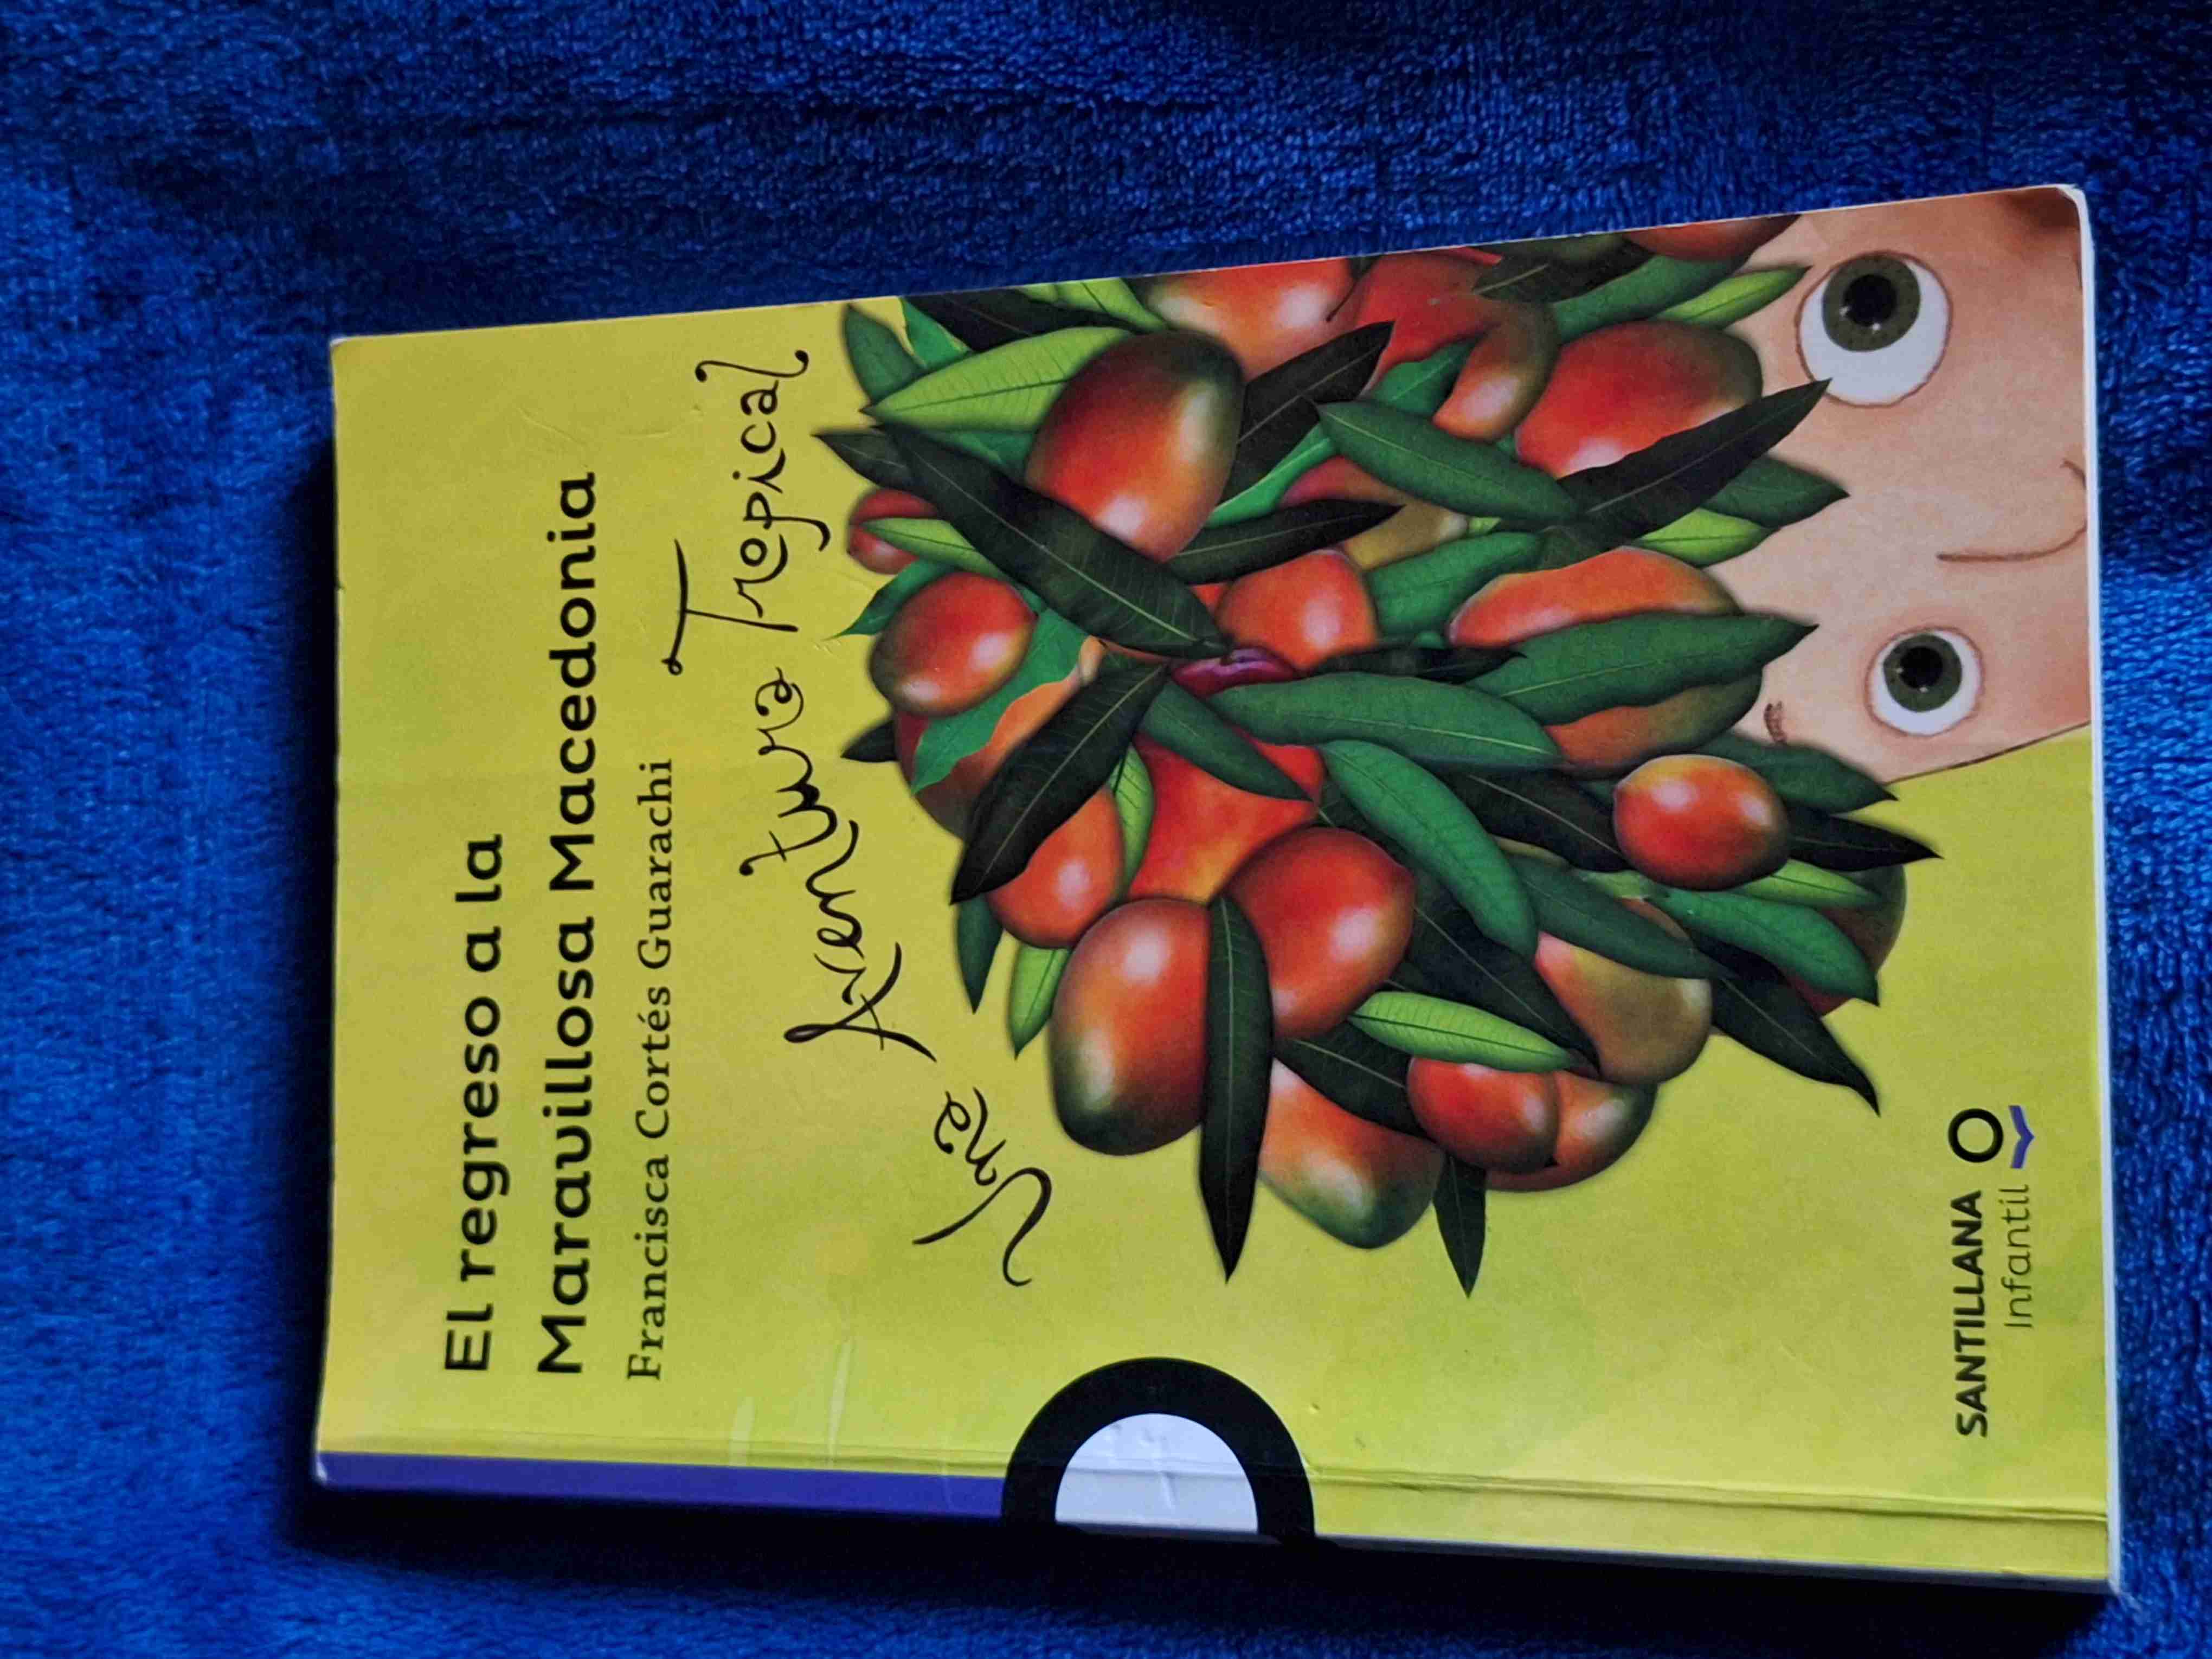 El regreso a la
Maravillosa Macedonia
Francisca Cortés Guarachi
Una Aventura Tropical
SANTILLANA
Infantil